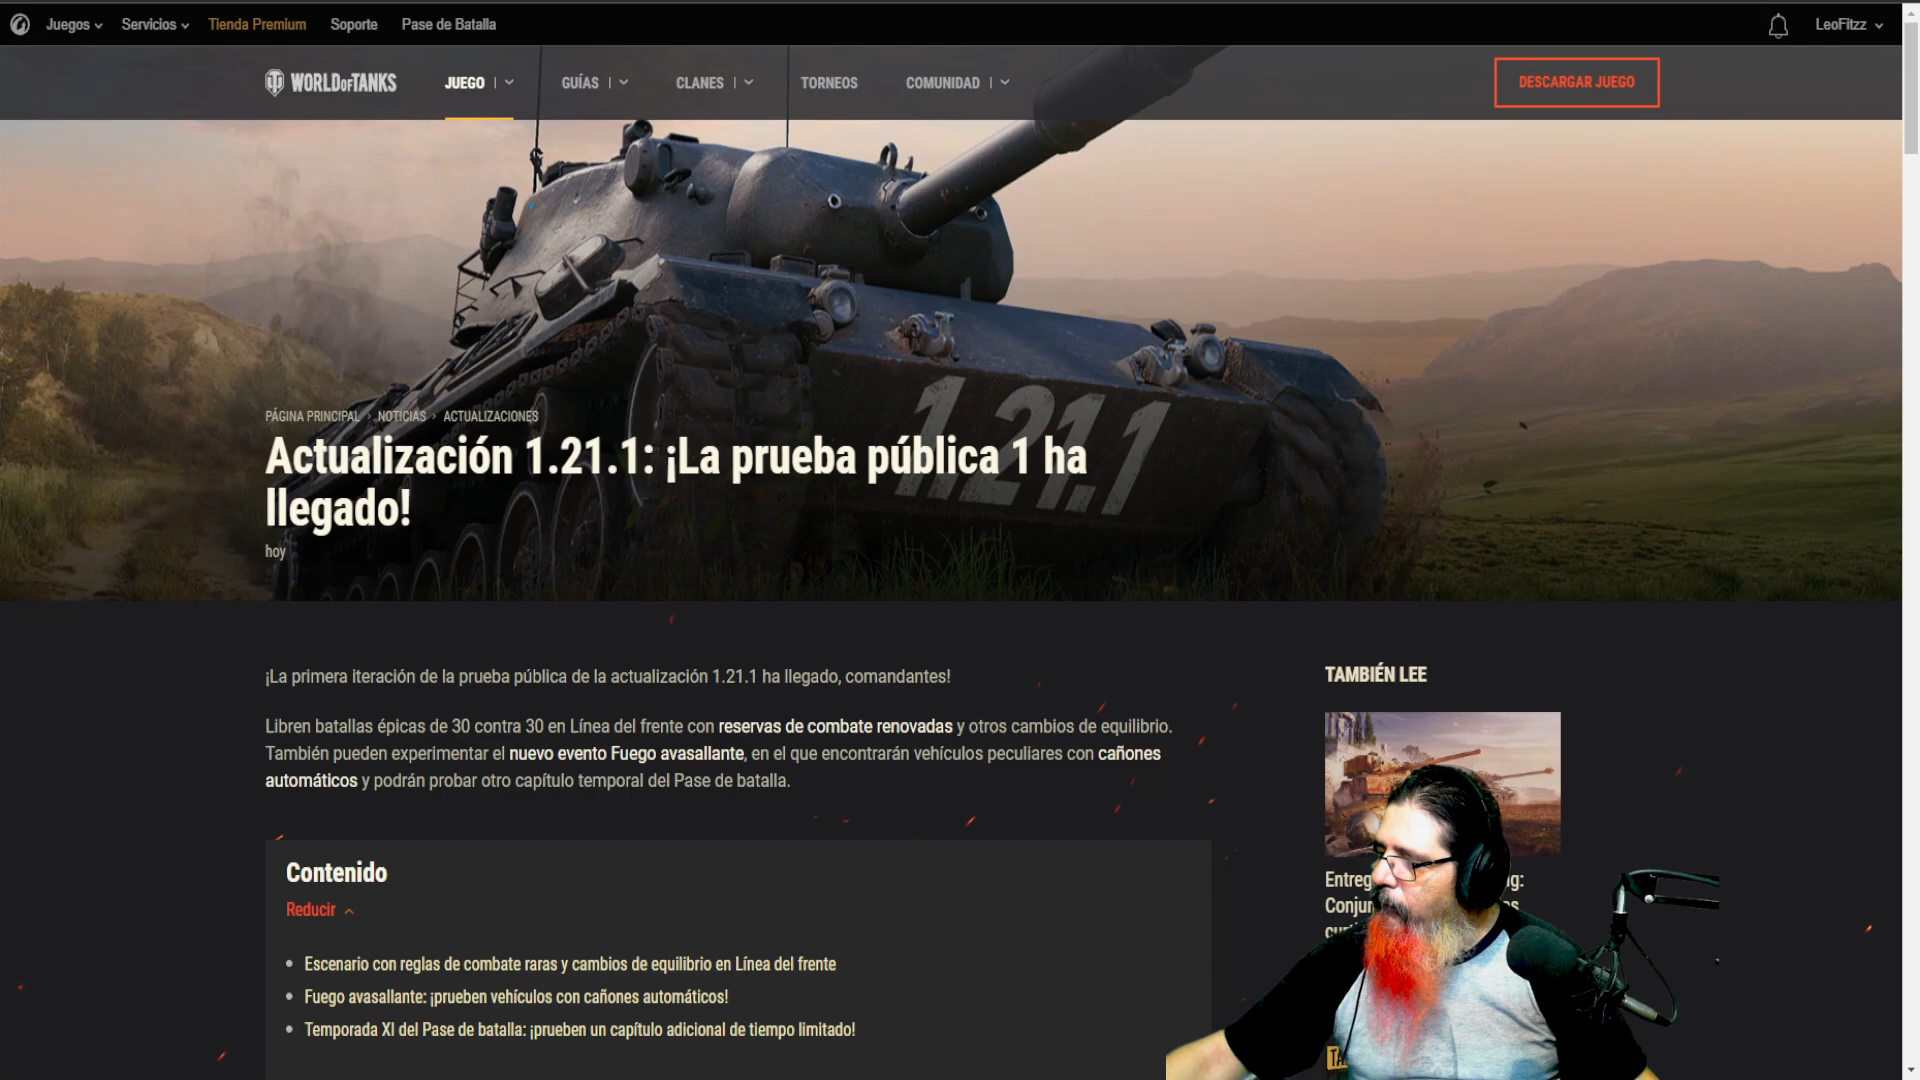 Juegos Servicios Tienda Premium Soporte Pase de Batalla LeoFitzz
WORLD OF TANKS JUEGO GUÍAS CLANES TORNEOS COMUNIDAD DESCARGAR JUEGO
1.21.1
PÁGINA PRINCIPAL > NOTICIAS > ACTUALIZACIONES
Actualización 1.21.1: ¡La prueba pública 1 ha
llegado!
hoy
¡La primera iteración de la prueba pública de la actualización 1.21.1 ha llegado, comandantes!
Libren batallas épicas de 30 contra 30 en Línea del frente con reservas de combate renovadas y otros cambios de equilibrio.
También pueden experimentar el nuevo evento Fuego avasallante, en el que encontrarán vehículos peculiares con cañones
automáticos y podrán probar otro capítulo temporal del Pase de batalla.
Contenido
Reducir
• Escenario con reglas de combate raras y cambios de equilibrio en Línea del frente
• Fuego avasallante: ¡prueben vehículos con cañones automáticos!
• Temporada XI del Pase de batalla: ¡prueben un capítulo adicional de tiempo limitado!
TAMBIÉN LEE